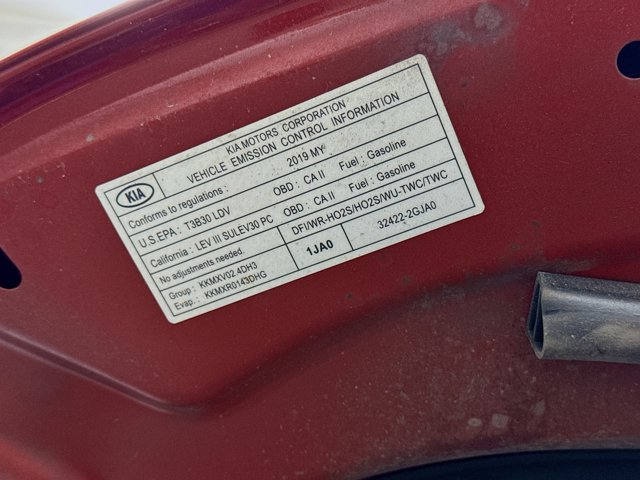 KIA MOTORS CORPORATION
KIA VEHICLE EMISSION CONTROL INFORMATION
Conforms to regulations : 2019 MY
U.S.EPA : T3B30 LDV OBD : CA II Fuel : Gasoline
California : LEV III SULEV30 PC OBD : CA II Fuel : Gasoline
No adjustments needed. DFI/WR-HO2S/HO2S/WU-TWC/TWC
Group : KKMXV02.4DH3 1JA0 32422-2GJA0
Evap. : KKMXR0143DHG